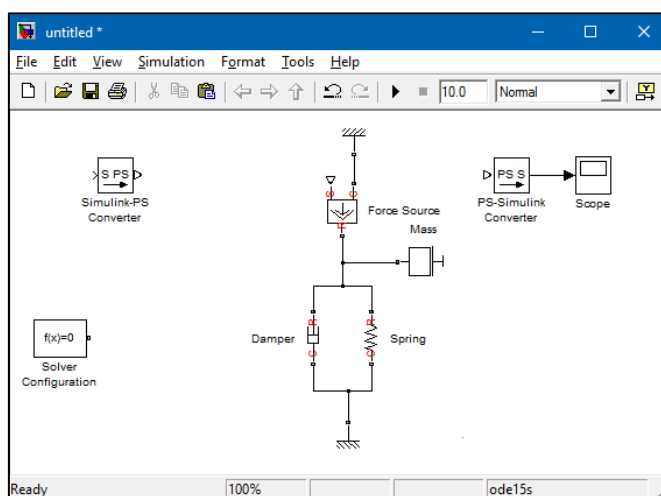 untitled *
File Edit View Simulation Format Tools Help
10.0 Normal
S PS
Simulink-PS
Converter
S C
Force Source
Mass
PS S
PS-Simulink
Converter
Scope
f(x)=0
Solver
Configuration
Damper
R
C
R
C
Spring
Ready 100% ode15s